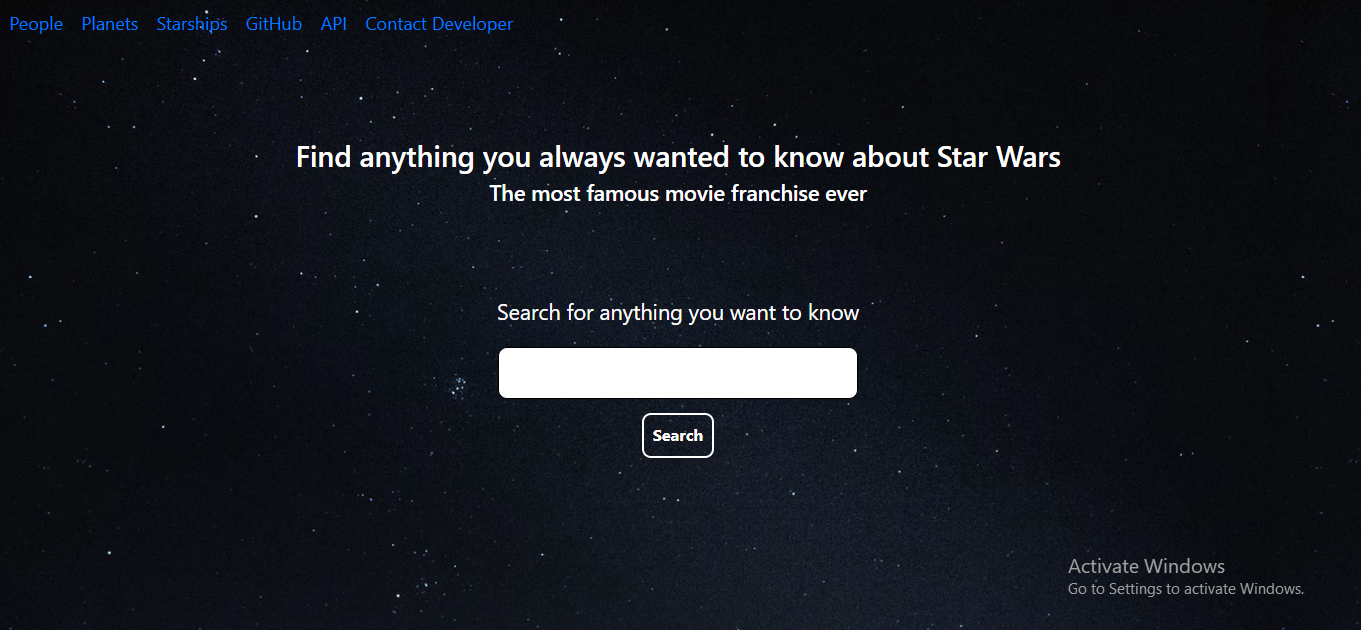 People Planets Starships GitHub API Contact Developer
Find anything you always wanted to know about Star Wars
The most famous movie franchise ever
Search for anything you want to know
Search
Activate Windows
Go to Settings to activate Windows.